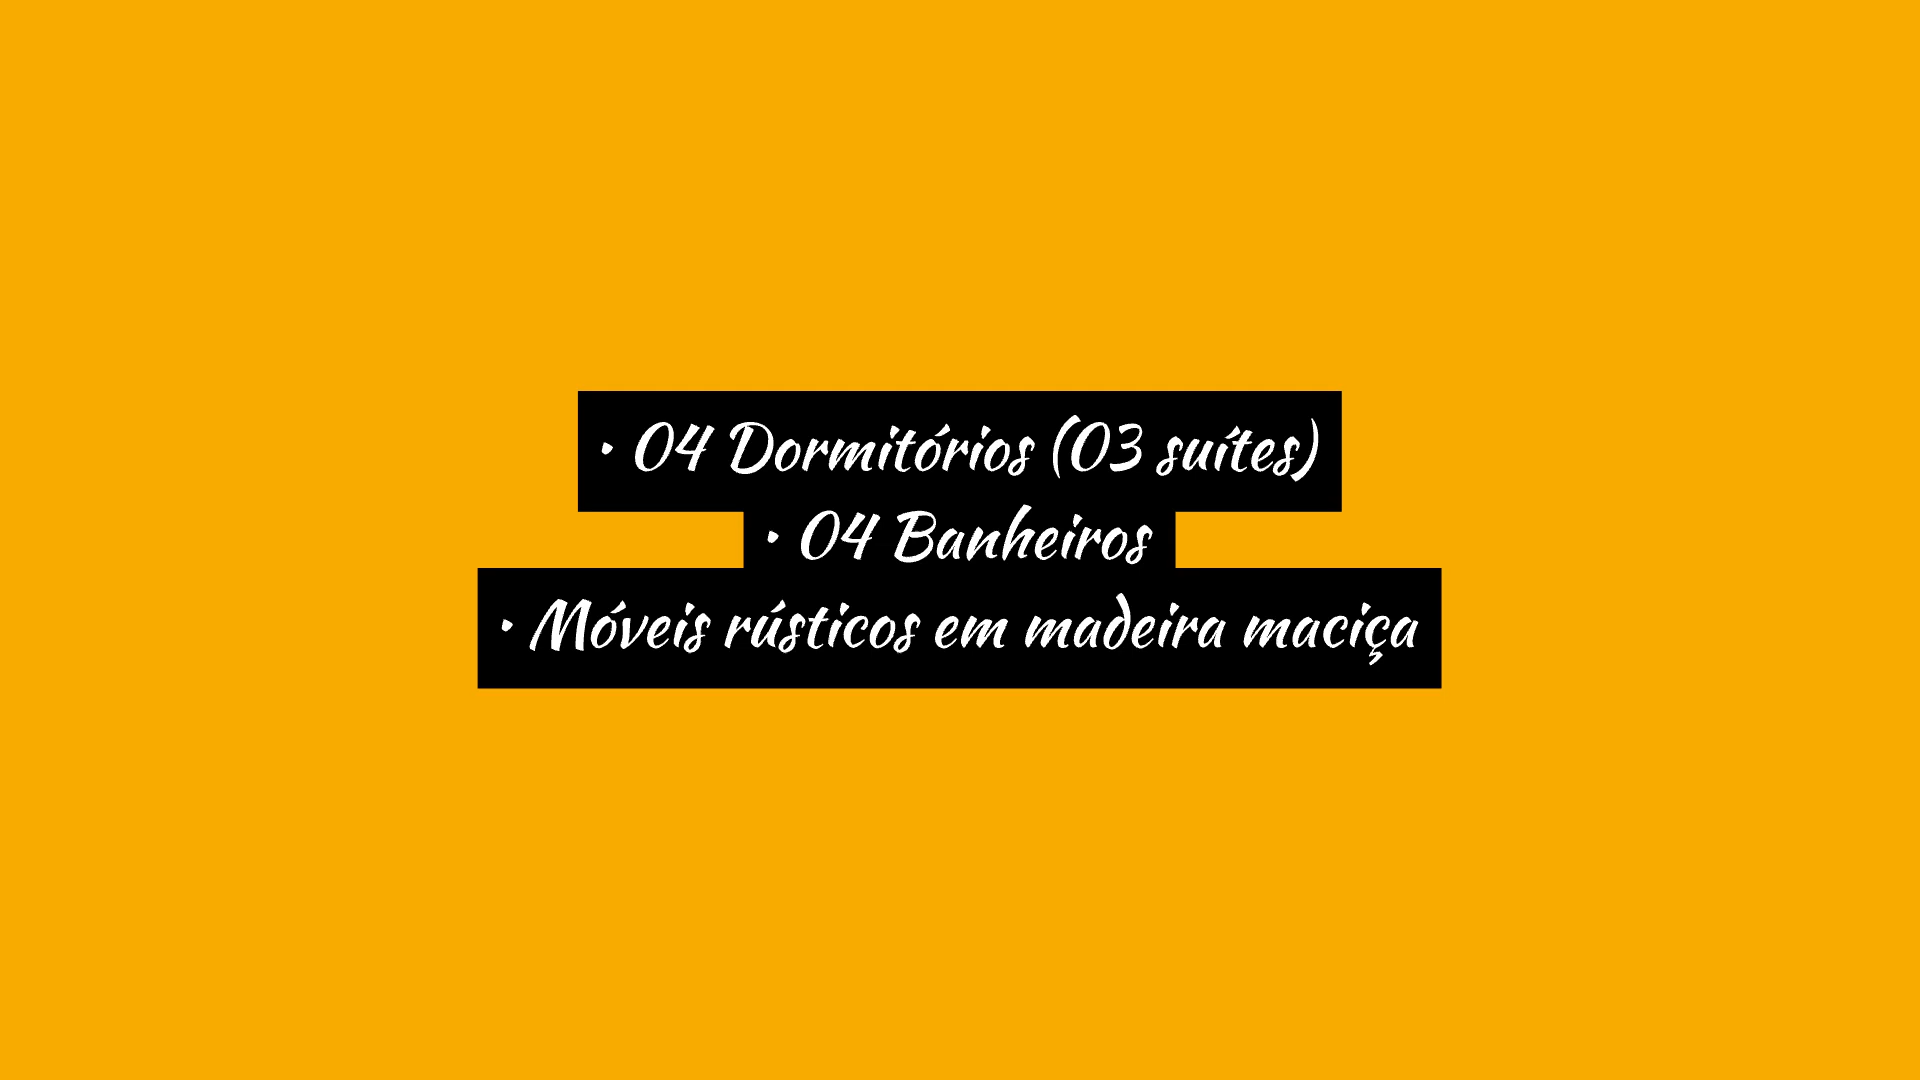 • 04 Dormitórios (03 suítes)
• 04 Banheiros
• Móveis rústicos em madeira maciça